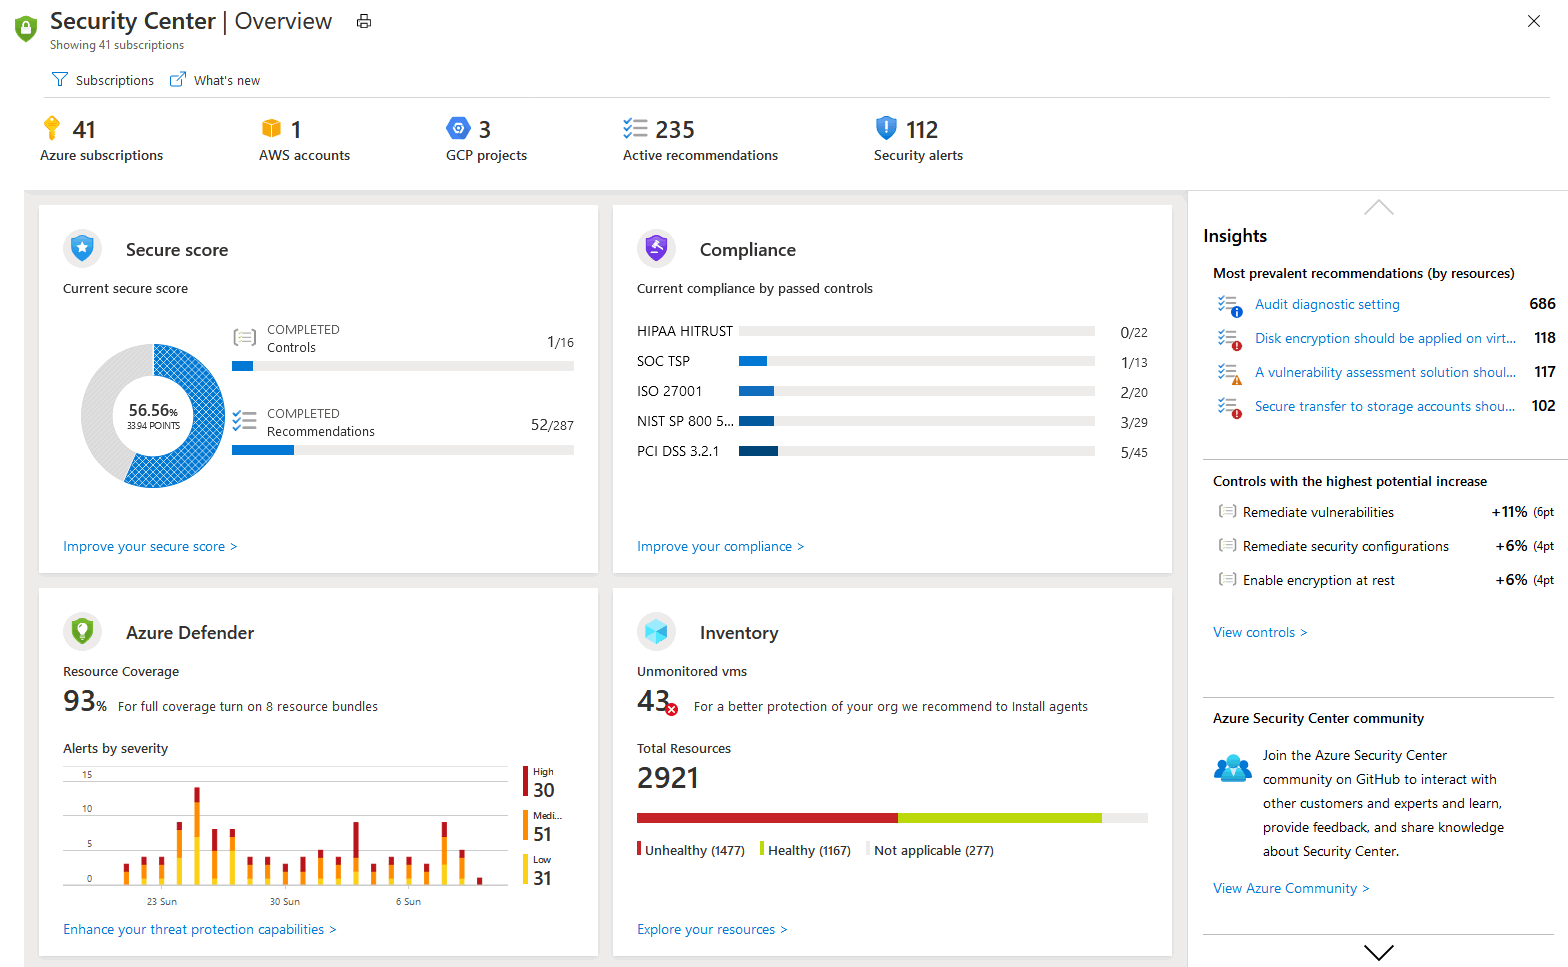 Security Center | Overview
Showing 41 subscriptions
Subscriptions
What's new
41
Azure subscriptions
1
AWS accounts
3
GCP projects
235
Active recommendations
112
Security alerts
Secure score
Current secure score
56.56%
33.94 POINTS
COMPLETED
Controls
1/16
COMPLETED
Recommendations
52/287
Improve your secure score >
Compliance
Current compliance by passed controls
HIPAA HITRUST 0/22
SOC TSP 1/13
ISO 27001 2/20
NIST SP 800 5... 3/29
PCI DSS 3.2.1 5/45
Improve your compliance >
Azure Defender
Resource Coverage
93% For full coverage turn on 8 resource bundles
Alerts by severity
15
10
5
0
23 Sun 30 Sun 6 Sun
High
30
Medi...
51
Low
31
Enhance your threat protection capabilities >
Inventory
Unmonitored vms
43 For a better protection of your org we recommend to Install agents
Total Resources
2921
Unhealthy (1477) Healthy (1167) Not applicable (277)
Explore your resources >
Insights
Most prevalent recommendations (by resources)
Audit diagnostic setting 686
Disk encryption should be applied on virt... 118
A vulnerability assessment solution shoul... 117
Secure transfer to storage accounts shou... 102
Controls with the highest potential increase
Remediate vulnerabilities +11% (6pt
Remediate security configurations +6% (4pt
Enable encryption at rest +6% (4pt
View controls >
Azure Security Center community
Join the Azure Security Center
community on GitHub to interact with
other customers and experts and learn,
provide feedback, and share knowledge
about Security Center.
View Azure Community >